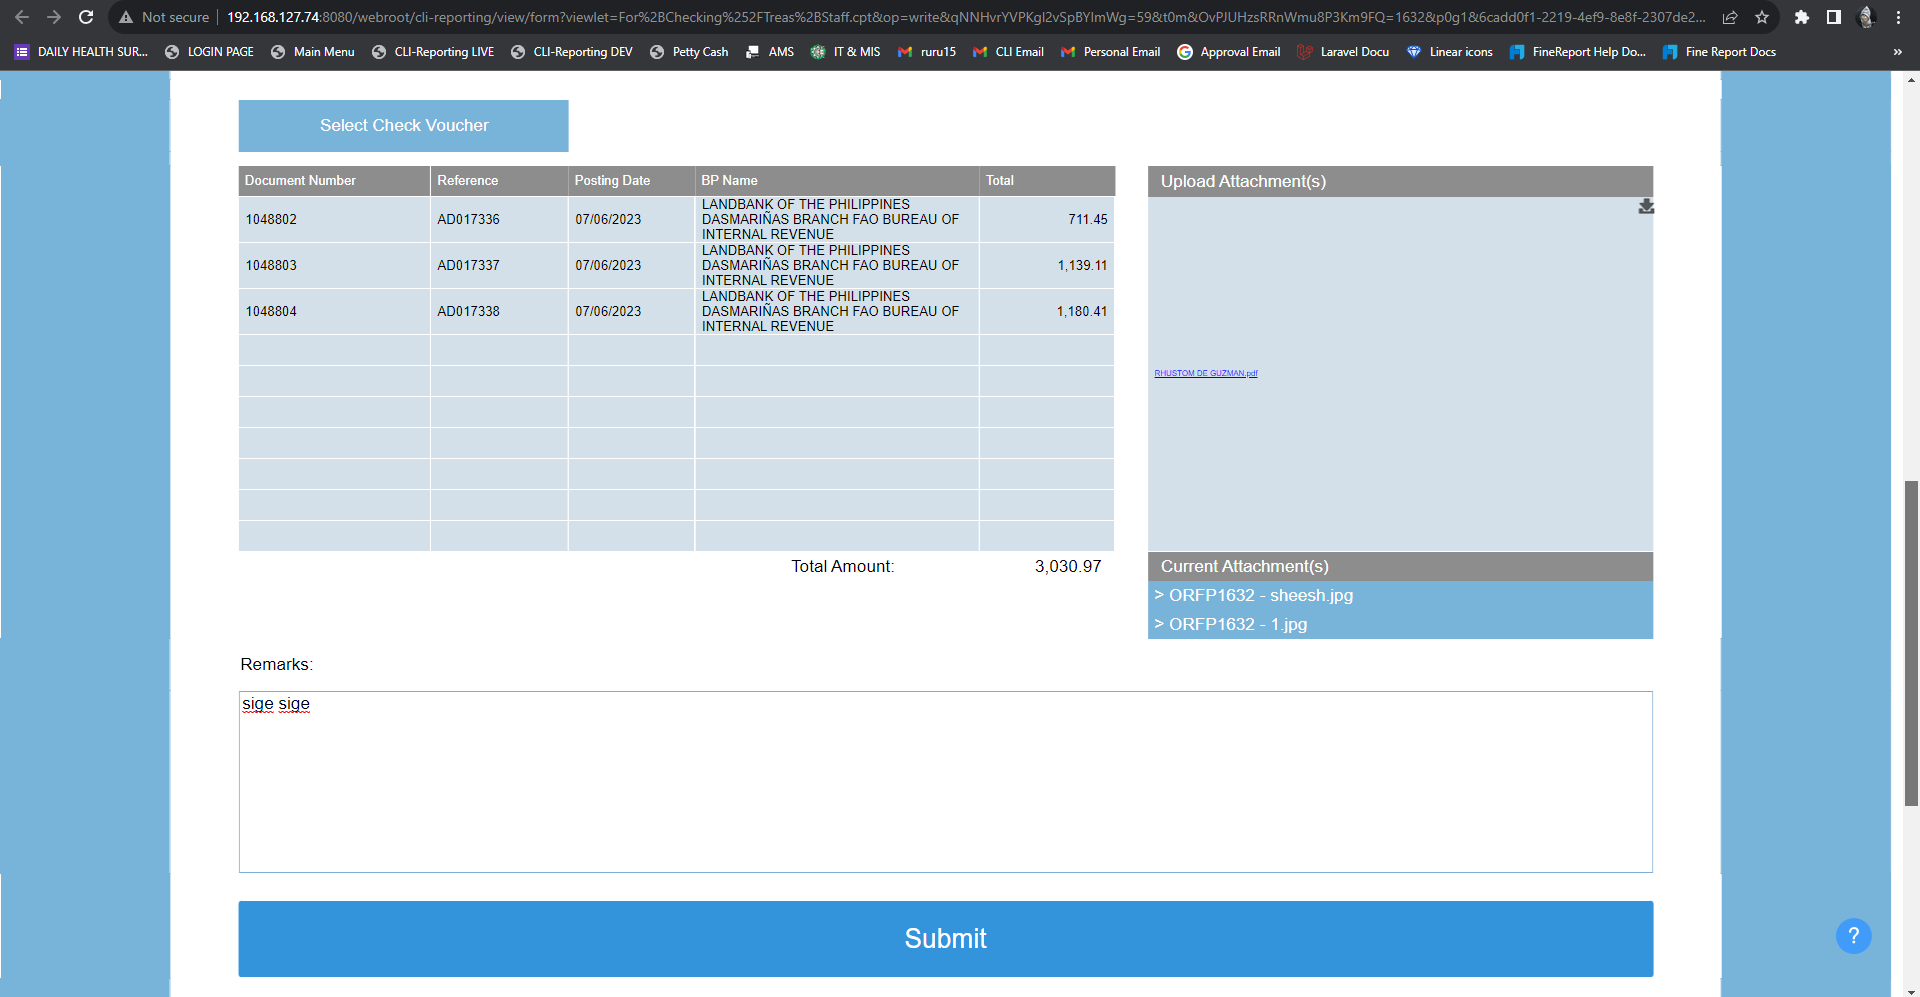 Not secure
192.168.127.74:8080/webroot/cli-reporting/view/form?viewlet=For%2BChecking%252FTreas%2BStaff.cpt&op=write&qNNHvrYVPKgl2vSpBYlmWg=59&t0m&OvPJUHzsRRnWmu8P3Km9FQ=1632&p0g1&6cadd0f1-2219-4ef9-8e8f-2307de2...
DAILY HEALTH SUR...
LOGIN PAGE
Main Menu
CLI-Reporting LIVE
CLI-Reporting DEV
Petty Cash
AMS
IT & MIS
ruru15
CLI Email
Personal Email
Approval Email
Laravel Docu
Linear icons
FineReport Help Do...
Fine Report Docs
»
Select Check Voucher
Document Number Reference Posting Date BP Name Total
1048802 AD017336 07/06/2023 LANDBANK OF THE PHILIPPINES
DASMARIÑAS BRANCH FAO BUREAU OF
INTERNAL REVENUE 711.45
1048803 AD017337 07/06/2023 LANDBANK OF THE PHILIPPINES
DASMARIÑAS BRANCH FAO BUREAU OF
INTERNAL REVENUE 1,139.11
1048804 AD017338 07/06/2023 LANDBANK OF THE PHILIPPINES
DASMARIÑAS BRANCH FAO BUREAU OF
INTERNAL REVENUE 1,180.41
Total Amount: 3,030.97
Upload Attachment(s)
RHUSTOM DE GUZMAN.pdf
Current Attachment(s)
> ORFP1632 - sheesh.jpg
> ORFP1632 - 1.jpg
Remarks:
sige sige
Submit
?